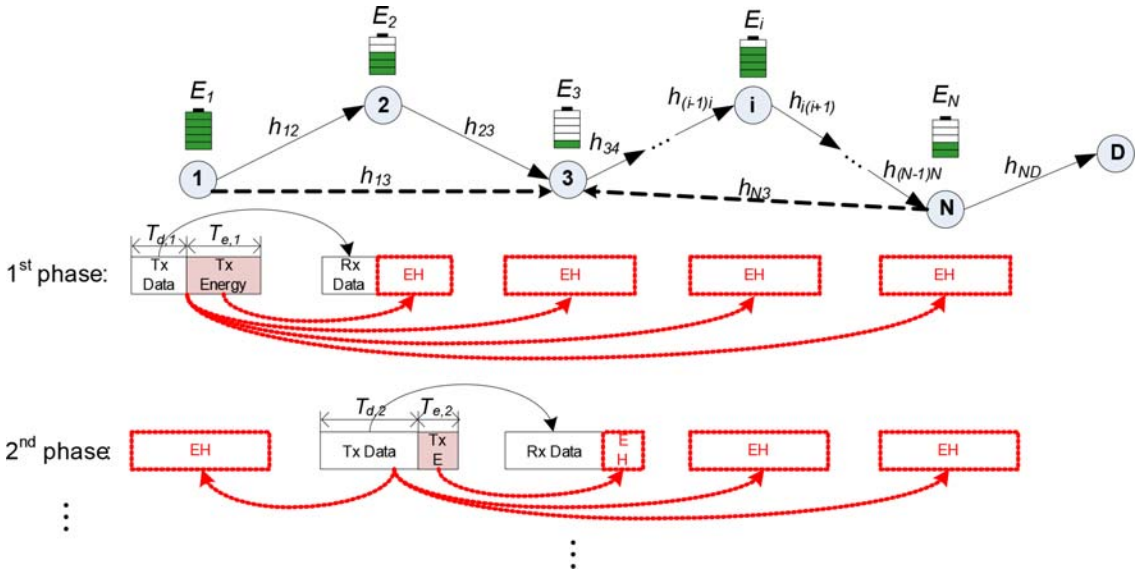 E2
Ei
E1
E3
EN
2
i
h(i-1)i
hi(i+1)
h12
h23
h34
h(N-1)N
hND
D
1
h13
3
hN3
N
Td,1
Te,1
1st phase:
Tx Data
Tx Energy
Rx Data
EH
EH
EH
EH
Td,2
Te,2
2nd phase:
EH
Tx Data
Tx E
Rx Data
E H
EH
EH